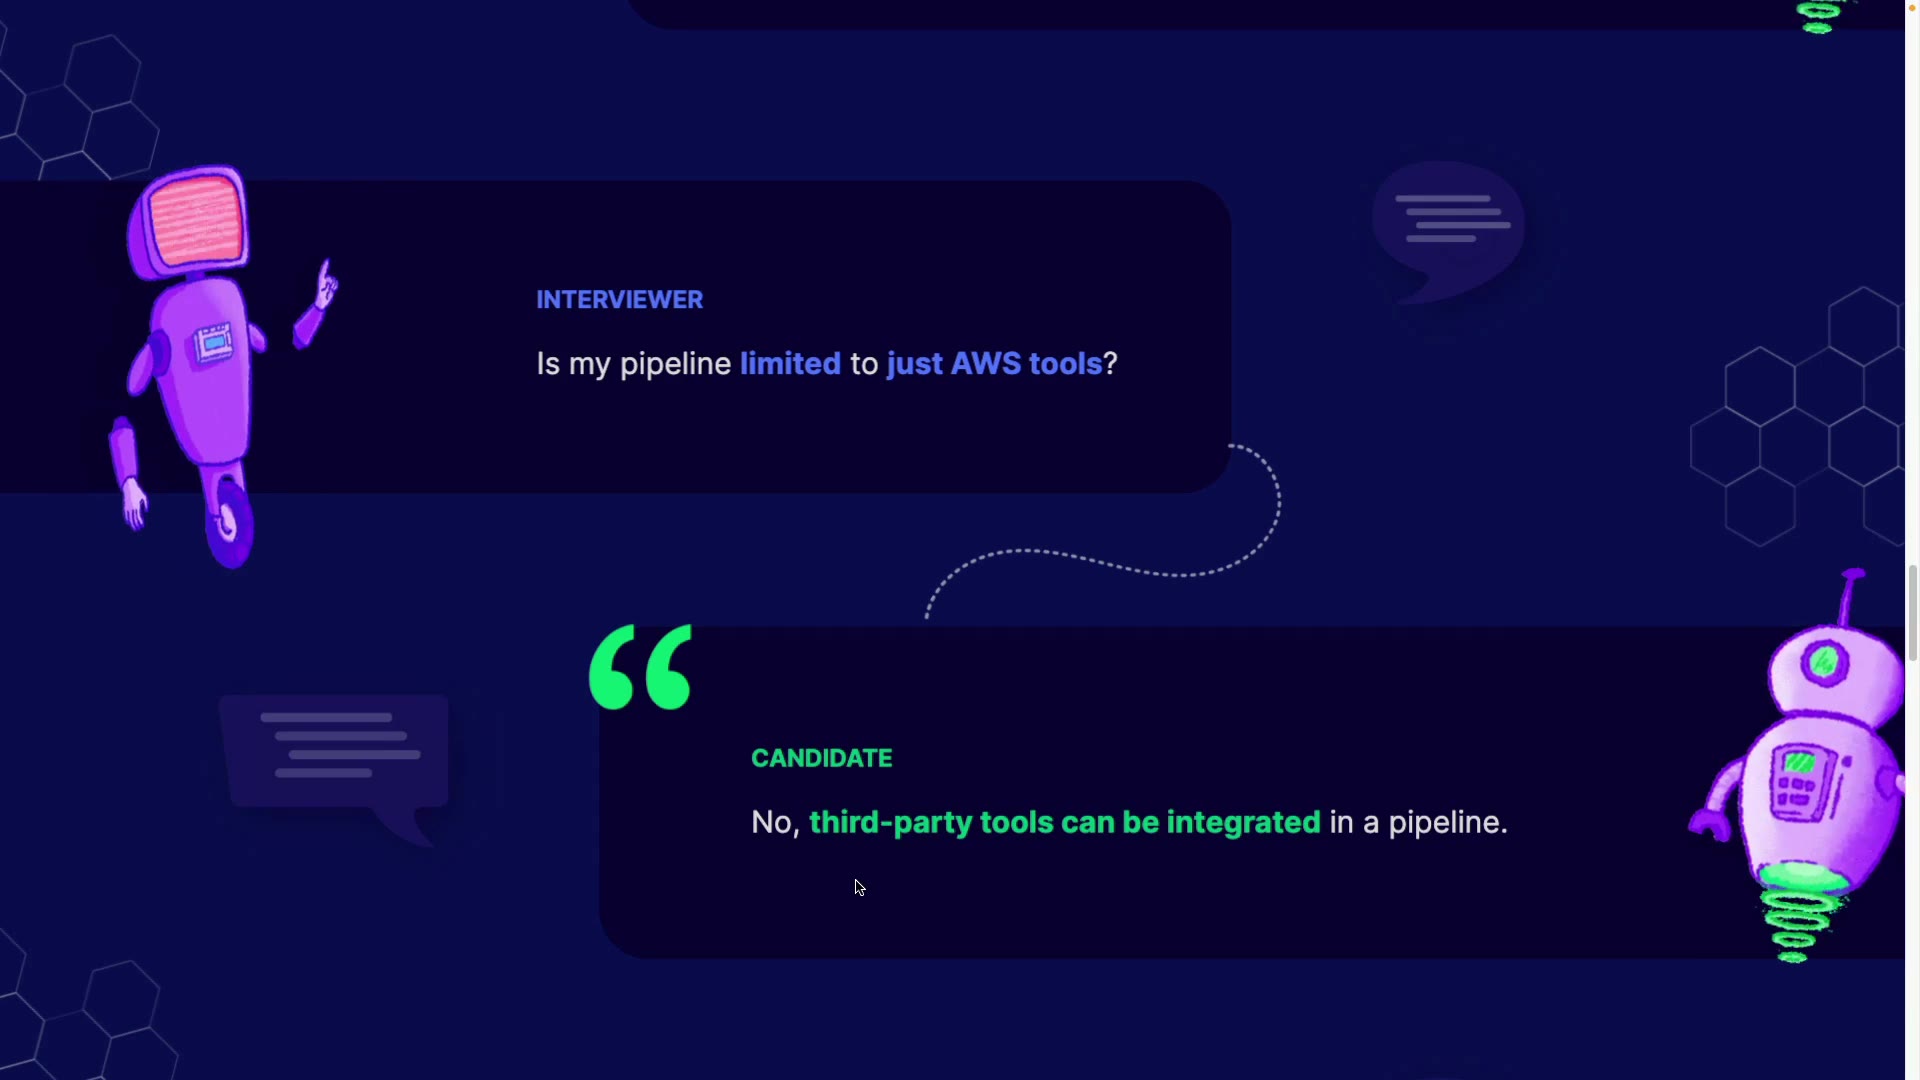 INTERVIEWER
Is my pipeline limited to just AWS tools?
CANDIDATE
No, third-party tools can be integrated in a pipeline.